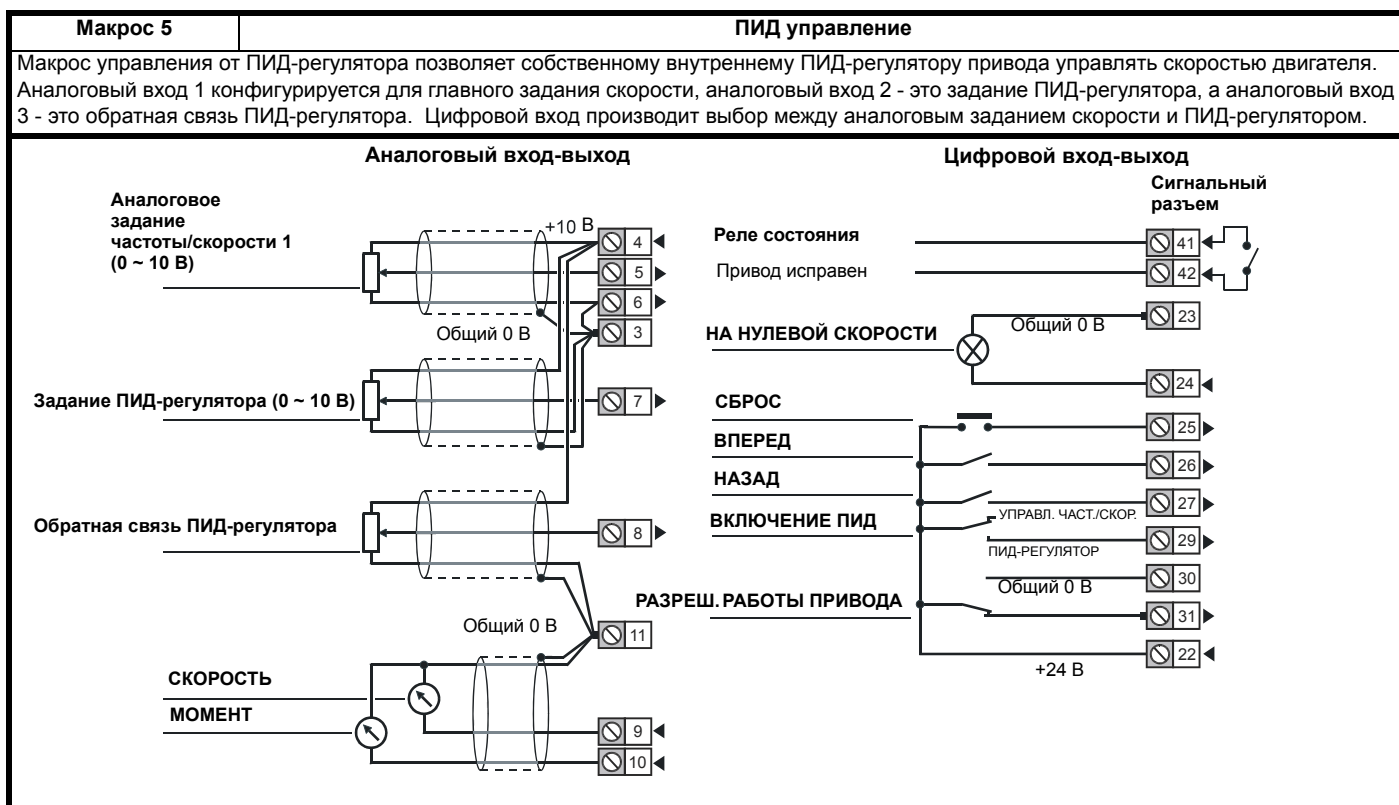 Макрос 5
ПИД управление
Макрос управления от ПИД-регулятора позволяет собственному внутреннему ПИД-регулятору привода управлять скоростью двигателя.
Аналоговый вход 1 конфигурируется для главного задания скорости, аналоговый вход 2 - это задание ПИД-регулятора, а аналоговый вход
3 - это обратная связь ПИД-регулятора. Цифровой вход производит выбор между аналоговым заданием скорости и ПИД-регулятором.
Аналоговый вход-выход
Аналоговое
задание
частоты/скорости 1
(0 ~ 10 В)
+10 В
4
5
6
Общий 0 В
3
Задание ПИД-регулятора (0 ~ 10 В)
7
Обратная связь ПИД-регулятора
8
Общий 0 В
11
СКОРОСТЬ
МОМЕНТ
9
10
Цифровой вход-выход
Сигнальный
разъем
Реле состояния
41
Привод исправен
42
Общий 0 В
23
НА НУЛЕВОЙ СКОРОСТИ
24
СБРОС
25
ВПЕРЕД
26
НАЗАД
27
УПРАВЛ. ЧАСТ./СКОР.
ВКЛЮЧЕНИЕ ПИД
29
ПИД-РЕГУЛЯТОР
30
Общий 0 В
РАЗРЕШ. РАБОТЫ ПРИВОДА
31
22
+24 В